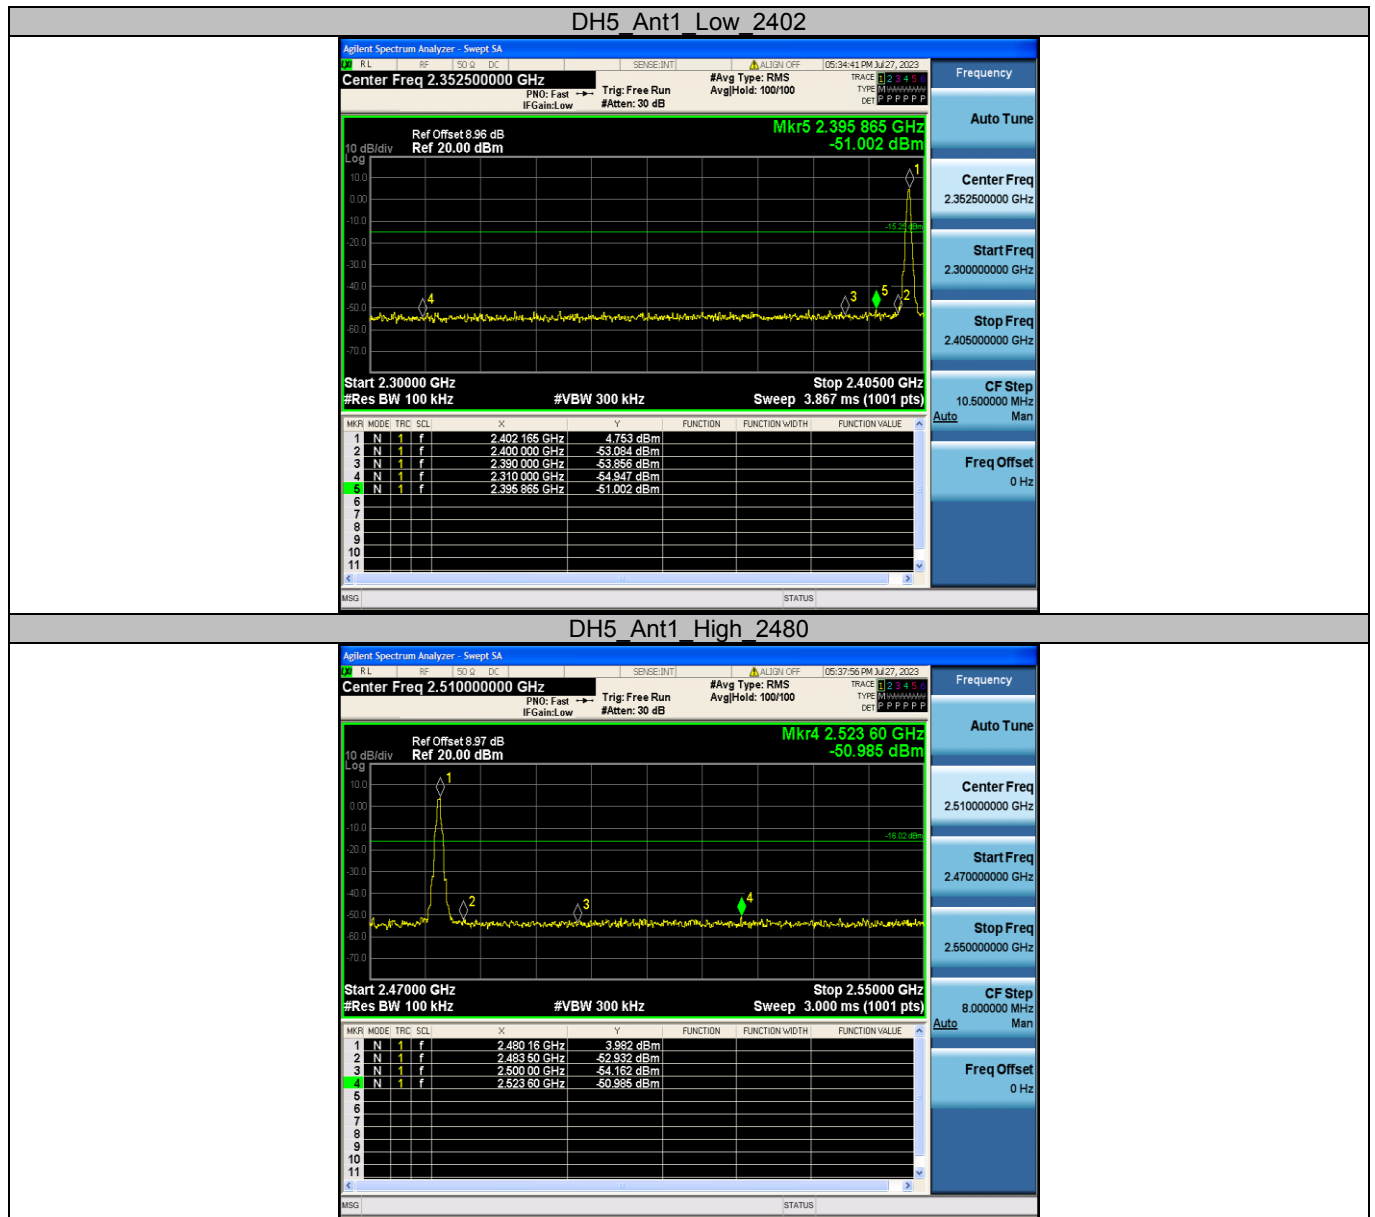 DH5_Ant1_Low_2402
Agilent Spectrum Analyzer - Swept SA
RL RF 50 Ω DC SENSE:INT ALIGN OFF 05:34:41 PM Jul 27, 2023
Center Freq 2.352500000 GHz
PNO: Fast
IFGain:Low
Trig: Free Run
#Atten: 30 dB
#Avg Type: RMS
Avg|Hold: 100/100
TRACE 1 2 3 4 5 6
TYPE M
DET P P P P P P
Ref Offset 8.96 dB
Ref 20.00 dBm
10 dB/div
Log
Mkr5 2.395 865 GHz
-51.002 dBm
10.0
0.00
-10.0
-20.0
-30.0
-40.0
-50.0
-60.0
-70.0
1
2
3
4
5
Start 2.30000 GHz
Stop 2.40500 GHz
#Res BW 100 kHz #VBW 300 kHz Sweep 3.867 ms (1001 pts)
MKR MODE TRC SCL X Y FUNCTION FUNCTION WIDTH FUNCTION VALUE
1 N 1 f 2.402 165 GHz 4.753 dBm
2 N 1 f 2.400 000 GHz -53.084 dBm
3 N 1 f 2.390 000 GHz -53.856 dBm
4 N 1 f 2.310 000 GHz -54.947 dBm
5 N 1 f 2.395 865 GHz -51.002 dBm
6
7
8
9
10
11
MSG STATUS
Frequency
Auto Tune
Center Freq
2.352500000 GHz
Start Freq
2.300000000 GHz
Stop Freq
2.405000000 GHz
CF Step
10.500000 MHz
Auto Man
Freq Offset
0 Hz
DH5_Ant1_High_2480
Agilent Spectrum Analyzer - Swept SA
RL RF 50 Ω DC SENSE:INT ALIGN OFF 05:37:56 PM Jul 27, 2023
Center Freq 2.510000000 GHz
PNO: Fast
IFGain:Low
Trig: Free Run
#Atten: 30 dB
#Avg Type: RMS
Avg|Hold: 100/100
TRACE 1 2 3 4 5 6
TYPE M
DET P P P P P P
Ref Offset 8.97 dB
Ref 20.00 dBm
10 dB/div
Log
Mkr4 2.523 60 GHz
-50.985 dBm
10.0
0.00
-10.0
-20.0
-30.0
-40.0
-50.0
-60.0
-70.0
-16.02 dBm
1
2
3
4
Start 2.47000 GHz
Stop 2.55000 GHz
#Res BW 100 kHz #VBW 300 kHz Sweep 3.000 ms (1001 pts)
MKR MODE TRC SCL X Y FUNCTION FUNCTION WIDTH FUNCTION VALUE
1 N 1 f 2.480 16 GHz 3.982 dBm
2 N 1 f 2.483 50 GHz -52.932 dBm
3 N 1 f 2.500 00 GHz -54.162 dBm
4 N 1 f 2.523 60 GHz -50.985 dBm
5
6
7
8
9
10
11
MSG STATUS
Frequency
Auto Tune
Center Freq
2.510000000 GHz
Start Freq
2.470000000 GHz
Stop Freq
2.550000000 GHz
CF Step
8.000000 MHz
Auto Man
Freq Offset
0 Hz